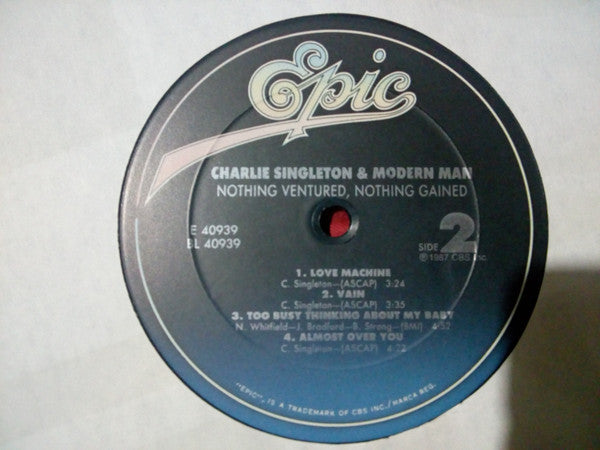 Epic
CHARLIE SINGLETON & MODERN MAN
NOTHING VENTURED, NOTHING GAINED
E 40939
BL 40939
SIDE 2
℗ 1987 CBS Inc.
1. LOVE MACHINE
C. Singleton—(ASCAP) 3:24
2. VAIN
C. Singleton—(ASCAP) 3:35
3. TOO BUSY THINKING ABOUT MY BABY
N. Whitfield—J. Bradford—B. Strong—(BMI) 4:52
4. ALMOST OVER YOU
C. Singleton—(ASCAP) 4:22
"EPIC", IS A TRADEMARK OF CBS INC./MARCA REG.